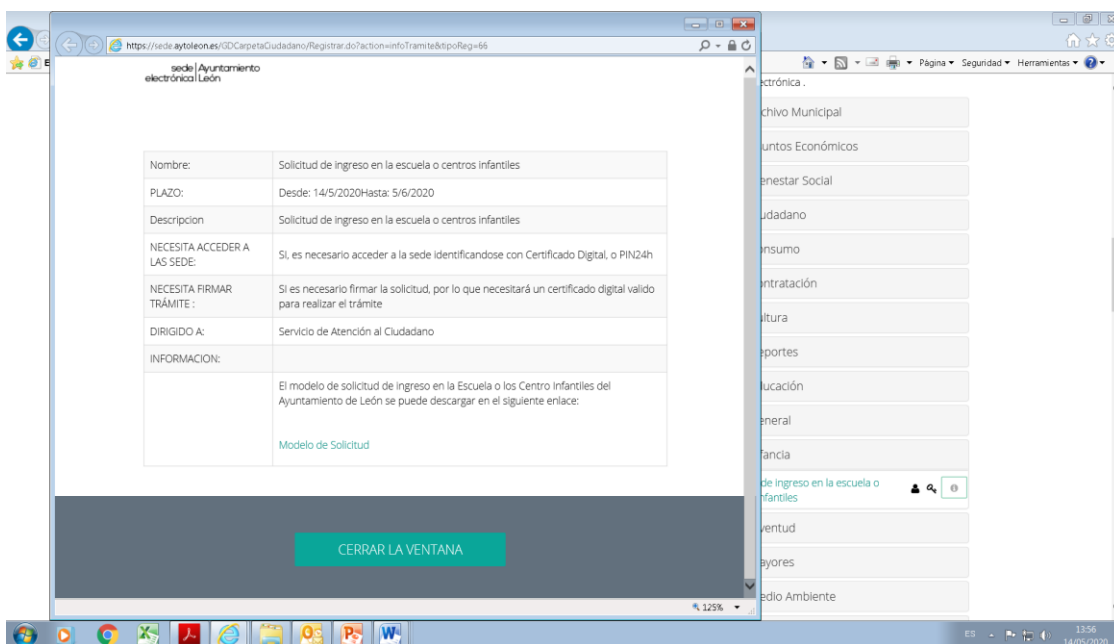 https://sede.aytoleon.es/GDCarpetaCiudadano/Registrar.do?action=infoTramite&tipoReg=66
Página
Seguridad
Herramientas
sede Ayuntamiento
electrónica León
Nombre: Solicitud de ingreso en la escuela o centros infantiles
PLAZO: Desde: 14/5/2020Hasta: 5/6/2020
Descripcion Solicitud de ingreso en la escuela o centros infantiles
NECESITA ACCEDER A
LAS SEDE:
SI, es necesario acceder a la sede identificandose con Certificado Digital, o PIN24h
NECESITA FIRMAR
TRÁMITE :
SI es necesario firmar la solicitud, por lo que necesitará un certificado digital valido
para realizar el trámite
DIRIGIDO A: Servicio de Atención al Ciudadano
INFORMACION:
El modelo de solicitud de ingreso en la Escuela o los Centro Infantiles del
Ayuntamiento de León se puede descargar en el siguiente enlace:
Modelo de Solicitud
CERRAR LA VENTANA
125%
ectrónica .
chivo Municipal
untos Económicos
enestar Social
udadano
onsumo
ontratación
ultura
eportes
ducación
eneral
fancia
de ingreso en la escuela o
nfantiles
ventud
ayores
edio Ambiente
ES
13:56
14/05/2020